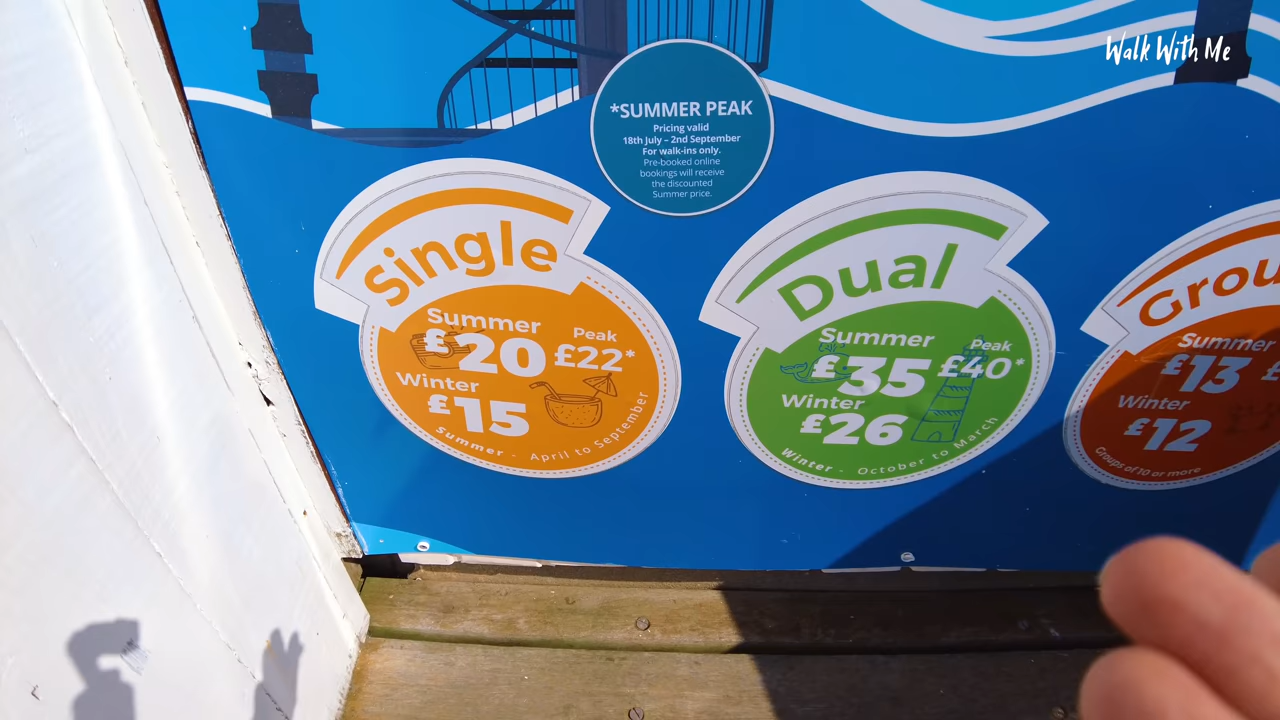 Walk With Me
*SUMMER PEAK
Pricing valid
18th July – 2nd September
For walk-ins only.
Pre-booked online
bookings will receive
the discounted
Summer price.
Single
Summer
£20
Peak
£22*
Winter
£15
Summer - April to September
Dual
Summer
£35
Peak
£40*
Winter
£26
Winter - October to March
Grou
Summer
£13
£
Winter
£12
Groups of 10 or more